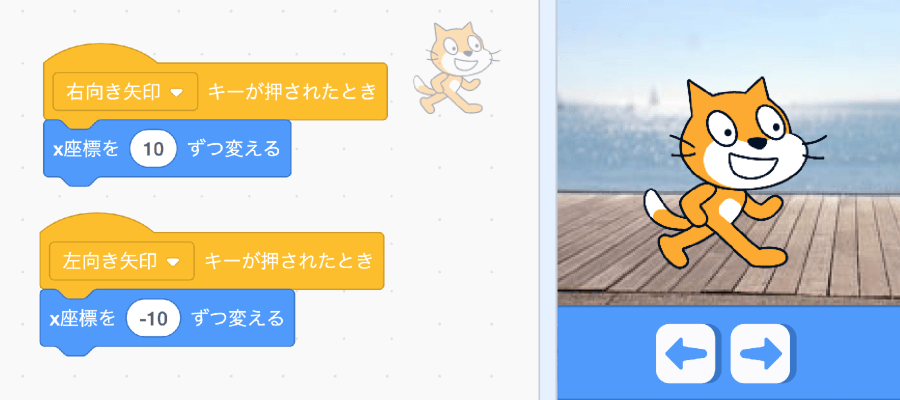 右向き矢印 キーが押されたとき
x座標を 10 ずつ変える
左向き矢印 キーが押されたとき
x座標を -10 ずつ変える